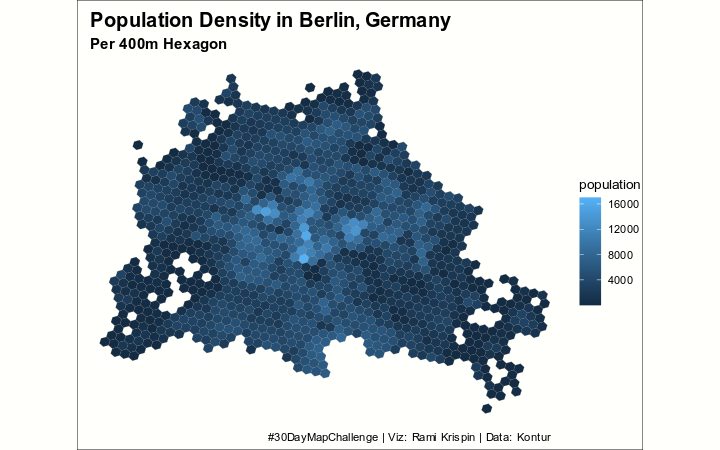 Population Density in Berlin, Germany
Per 400m Hexagon
population
16000
12000
8000
4000
#30DayMapChallenge | Viz: Rami Krispin | Data: Kontur